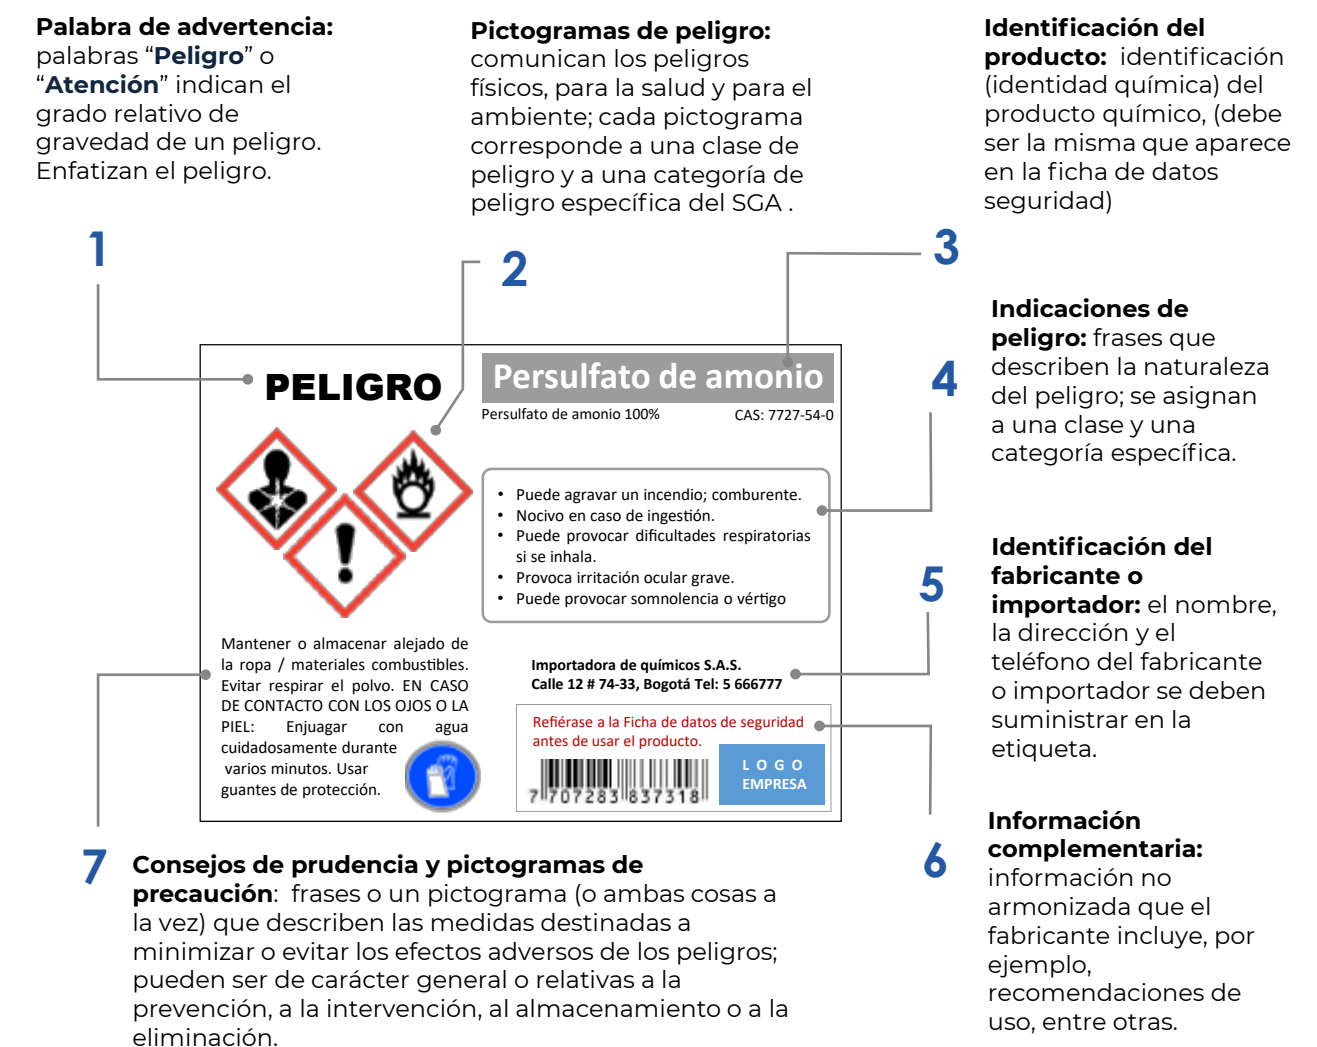 Palabra de advertencia:
palabras “Peligro” o
“Atención” indican el
grado relativo de
gravedad de un peligro.
Enfatizan el peligro.
Pictogramas de peligro:
comunican los peligros
físicos, para la salud y para el
ambiente; cada pictograma
corresponde a una clase de
peligro y a una categoría de
peligro específica del SGA .
Identificación del
producto: identificación
(identidad química) del
producto químico, (debe
ser la misma que aparece
en la ficha de datos
seguridad)
1
2
3
Indicaciones de
peligro: frases que
describen la naturaleza
del peligro; se asignan
a una clase y una
categoría específica.
4
PELIGRO
Persulfato de amonio
Persulfato de amonio 100%
CAS: 7727-54-0
• Puede agravar un incendio; comburente.
• Nocivo en caso de ingestión.
• Puede provocar dificultades respiratorias
si se inhala.
• Provoca irritación ocular grave.
• Puede provocar somnolencia o vértigo
Identificación del
fabricante o
importador: el nombre,
la dirección y el
teléfono del fabricante
o importador se deben
suministrar en la
etiqueta.
5
Mantener o almacenar alejado de
la ropa / materiales combustibles.
Evitar respirar el polvo. EN CASO
DE CONTACTO CON LOS OJOS O LA
PIEL: Enjuagar con agua
cuidadosamente durante
varios minutos. Usar
guantes de protección.
Importadora de químicos S.A.S.
Calle 12 # 74-33, Bogotá Tel: 5 666777
Refiérase a la Ficha de datos de seguridad
antes de usar el producto.
7 707283 837318
LOGO
EMPRESA
6
Información
complementaria:
información no
armonizada que el
fabricante incluye, por
ejemplo,
recomendaciones de
uso, entre otras.
7
Consejos de prudencia y pictogramas de
precaución: frases o un pictograma (o ambas cosas a
la vez) que describen las medidas destinadas a
minimizar o evitar los efectos adversos de los peligros;
pueden ser de carácter general o relativas a la
prevención, a la intervención, al almacenamiento o a la
eliminación.